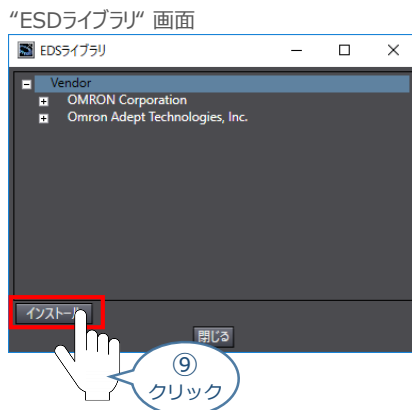 “ESDライブラリ“ 画面
EDSライブラリ
Vendor
OMRON Corporation
Omron Adept Technologies, Inc.
インストール
閉じる
⑨
クリック